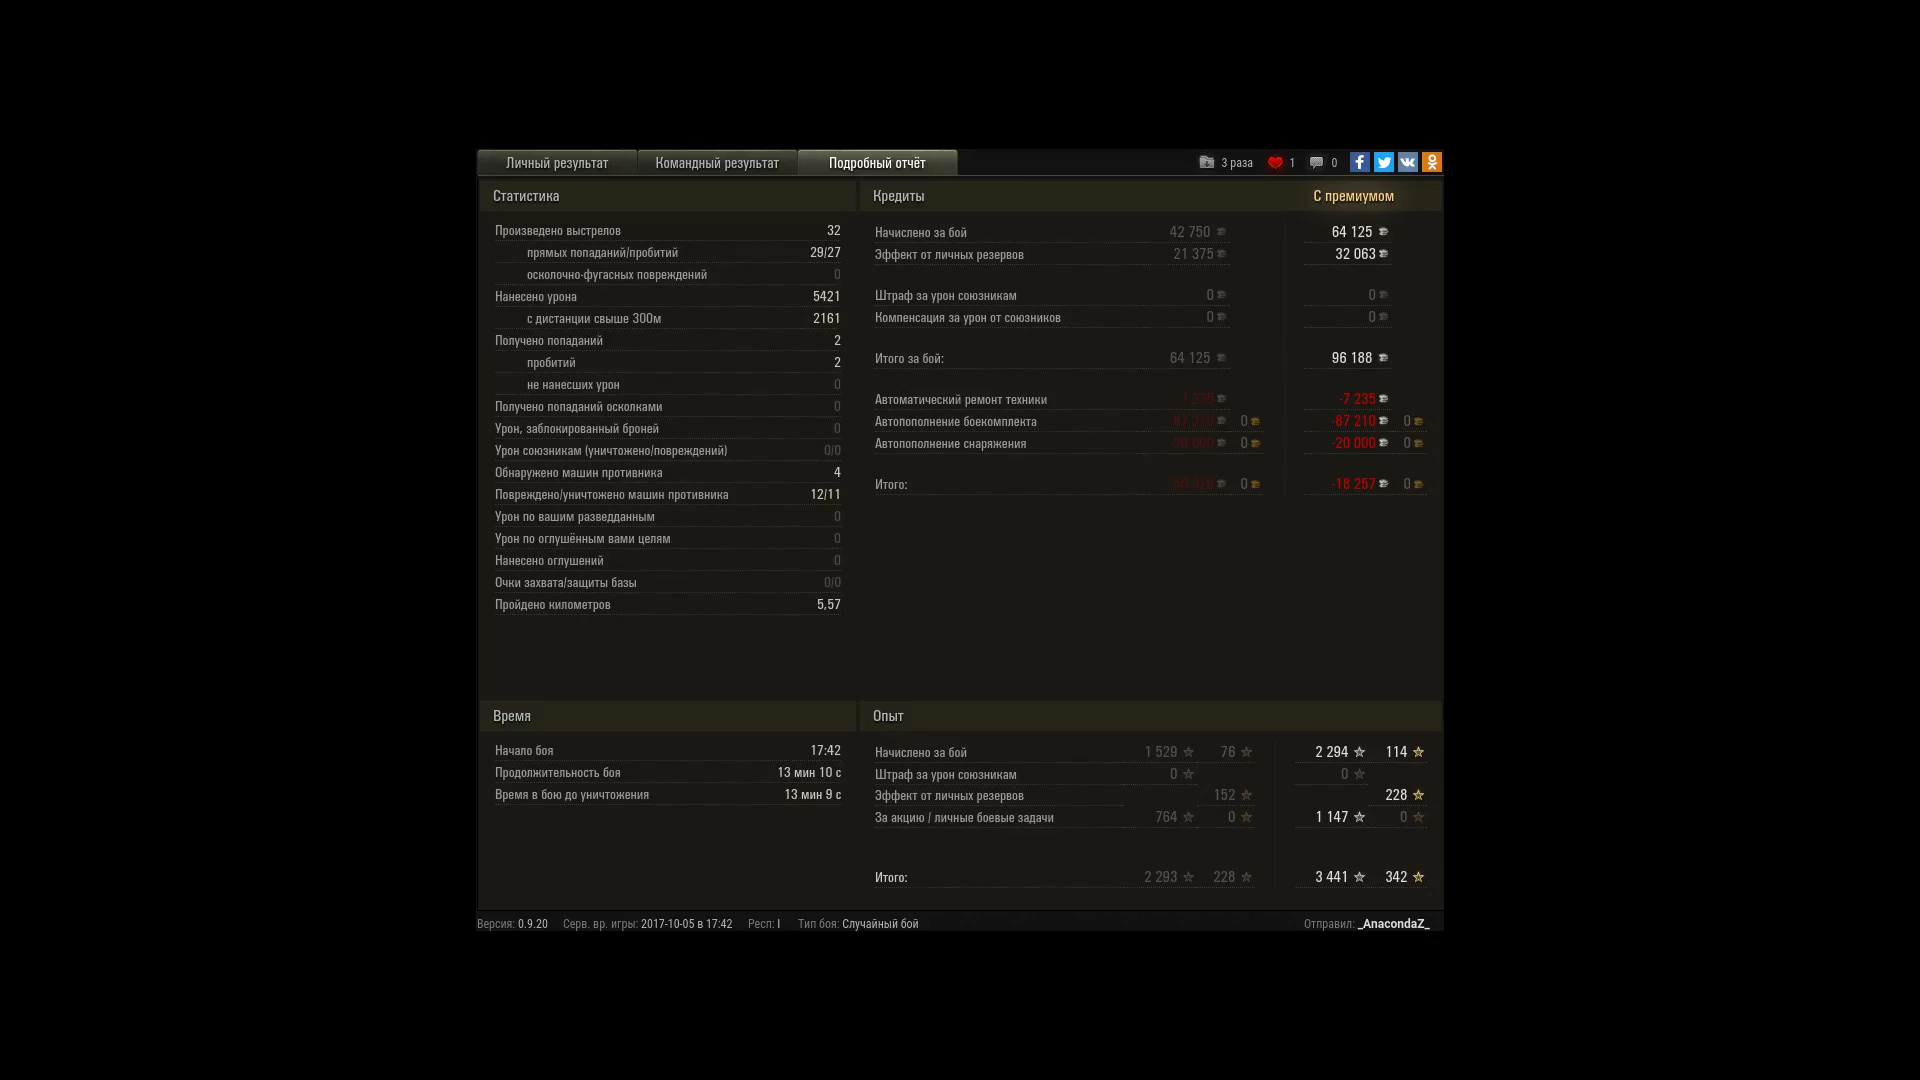 Личный результат Командный результат Подробный отчёт 3 раза 1 0
Статистика
Произведено выстрелов 32
прямых попаданий/пробитий 29/27
осколочно-фугасных повреждений 0
Нанесено урона 5421
с дистанции свыше 300м 2161
Получено попаданий 2
пробитий 2
не нанесших урон 0
Получено попаданий осколками 0
Урон, заблокированный броней 0
Урон союзникам (уничтожено/повреждений) 0/0
Обнаружено машин противника 4
Повреждено/уничтожено машин противника 12/11
Урон по вашим разведданным 0
Урон по оглушённым вами целям 0
Нанесено оглушений 0
Очки захвата/защиты базы 0/0
Пройдено километров 5,57
Кредиты С премиумом
Начислено за бой 42 750 64 125
Эффект от личных резервов 21 375 32 063
Штраф за урон союзникам 0 0
Компенсация за урон от союзников 0 0
Итого за бой: 64 125 96 188
Автоматический ремонт техники -7 235 -7 235
Автопополнение боекомплекта -87 210 0 -87 210 0
Автопополнение снаряжения -20 000 0 -20 000 0
Итого: 0 -18 257 0
Время
Начало боя 17:42
Продолжительность боя 13 мин 10 с
Время в бою до уничтожения 13 мин 9 с
Опыт
Начислено за бой 1 529 76 2 294 114
Штраф за урон союзникам 0 0
Эффект от личных резервов 152 228
За акцию / личные боевые задачи 764 0 1 147 0
Итого: 2 293 228 3 441 342
Версия: 0.9.20 Серв. вр. игры: 2017-10-05 в 17:42 Респ: I Тип боя: Случайный бой Отправил: _AnacondaZ_